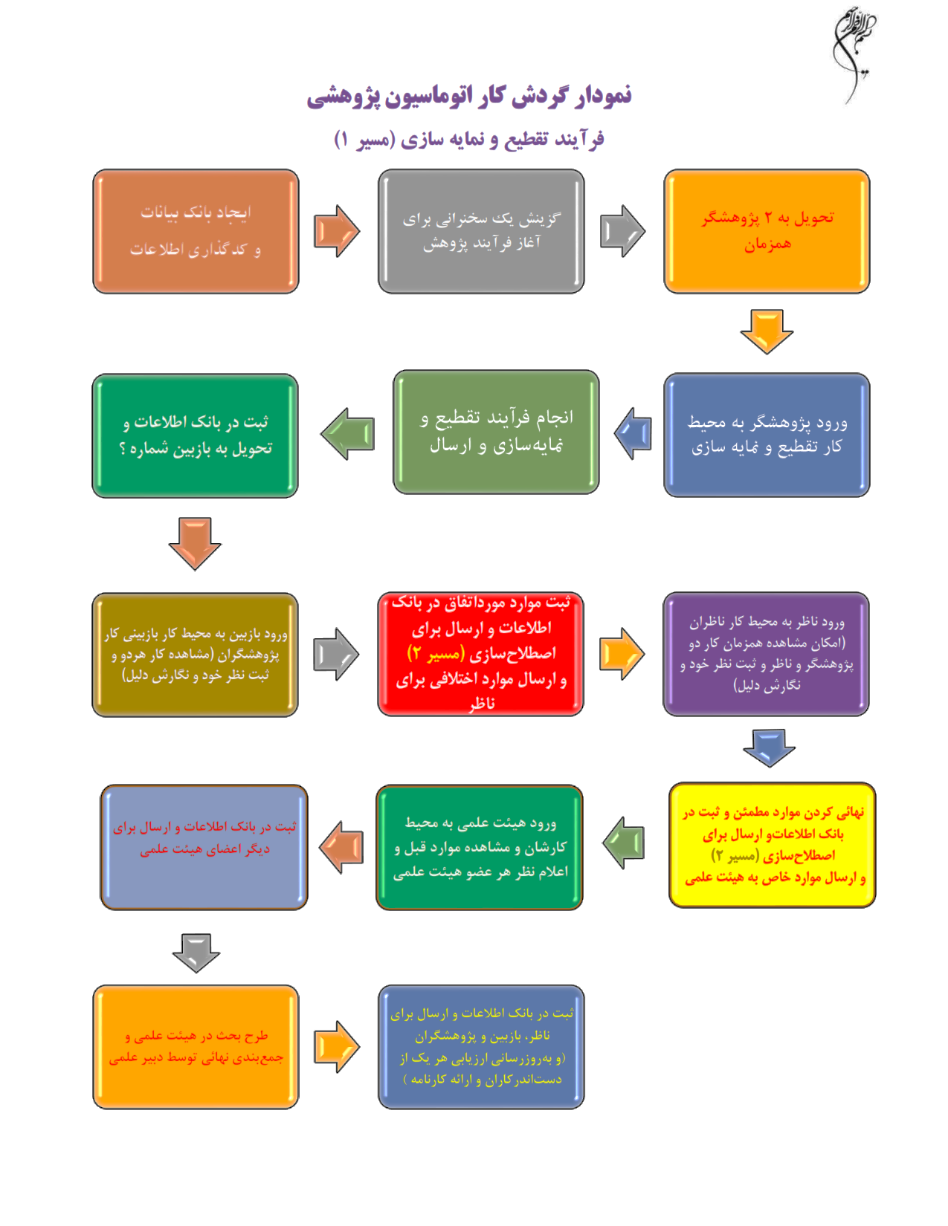 نمودار گردش کار اتوماسیون پژوهشی
فرآیند تقطیع و نمایه سازی (مسیر ۱)
ایجاد بانک بیانات
و کدگذاری اطلاعات
گزینش یک سخنرانی برای
آغاز فرآیند پژوهش
تحویل به ۲ پژوهشگر
همزمان
ورود پژوهشگر به محیط
کار تقطیع و نمایه سازی
انجام فرآیند تقطیع و
نمایه‌سازی و ارسال
ثبت در بانک اطلاعات و
تحویل به بازبین شماره ؟
ورود بازبین به محیط کار بازبینی کار
پژوهشگران (مشاهده کار هردو و
ثبت نظر خود و نگارش دلیل)
ثبت موارد مورداتفاق در بانک
اطلاعات و ارسال برای
اصطلاح‌سازی (مسیر ۲)
و ارسال موارد اختلافی برای
ناظر
ورود ناظر به محیط کار ناظران
(امکان مشاهده همزمان کار دو
پژوهشگر و ناظر و ثبت نظر خود و
نگارش دلیل)
نهائی کردن موارد مطمئن و ثبت در
بانک اطلاعاتو ارسال برای
اصطلاح‌سازی (مسیر ۲)
و ارسال موارد خاص به هیئت علمی
ورود هیئت علمی به محیط
کارشان و مشاهده موارد قبل و
اعلام نظر هر عضو هیئت علمی
ثبت در بانک اطلاعات و ارسال برای
دیگر اعضای هیئت علمی
طرح بحث در هیئت علمی و
جمع‌بندی نهائی توسط دبیر علمی
ثبت در بانک اطلاعات و ارسال برای
ناظر، بازبین و پژوهشگران
(و به‌روزرسانی ارزیابی هر یک از
دست‌اندرکاران و ارائه کارنامه )